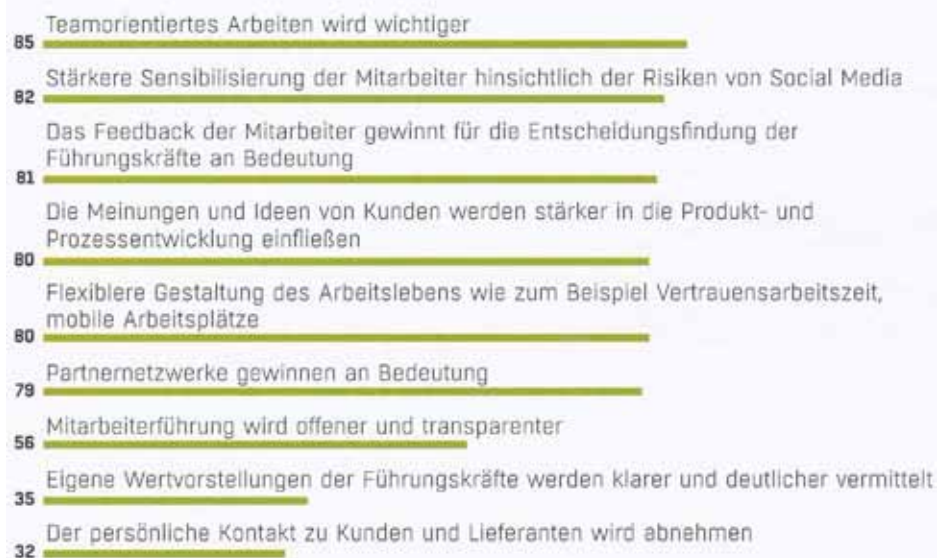 Teamorientiertes Arbeiten wird wichtiger
85
Stärkere Sensibilisierung der Mitarbeiter hinsichtlich der Risiken von Social Media
82
Das Feedback der Mitarbeiter gewinnt für die Entscheidungsfindung der
Führungskräfte an Bedeutung
81
Die Meinungen und Ideen von Kunden werden stärker in die Produkt- und
Prozessentwicklung einfließen
80
Flexiblere Gestaltung des Arbeitslebens wie zum Beispiel Vertrauensarbeitszeit,
mobile Arbeitsplätze
80
Partnernetzwerke gewinnen an Bedeutung
79
Mitarbeiterführung wird offener und transparenter
56
Eigene Wertvorstellungen der Führungskräfte werden klarer und deutlicher vermittelt
35
Der persönliche Kontakt zu Kunden und Lieferanten wird abnehmen
32